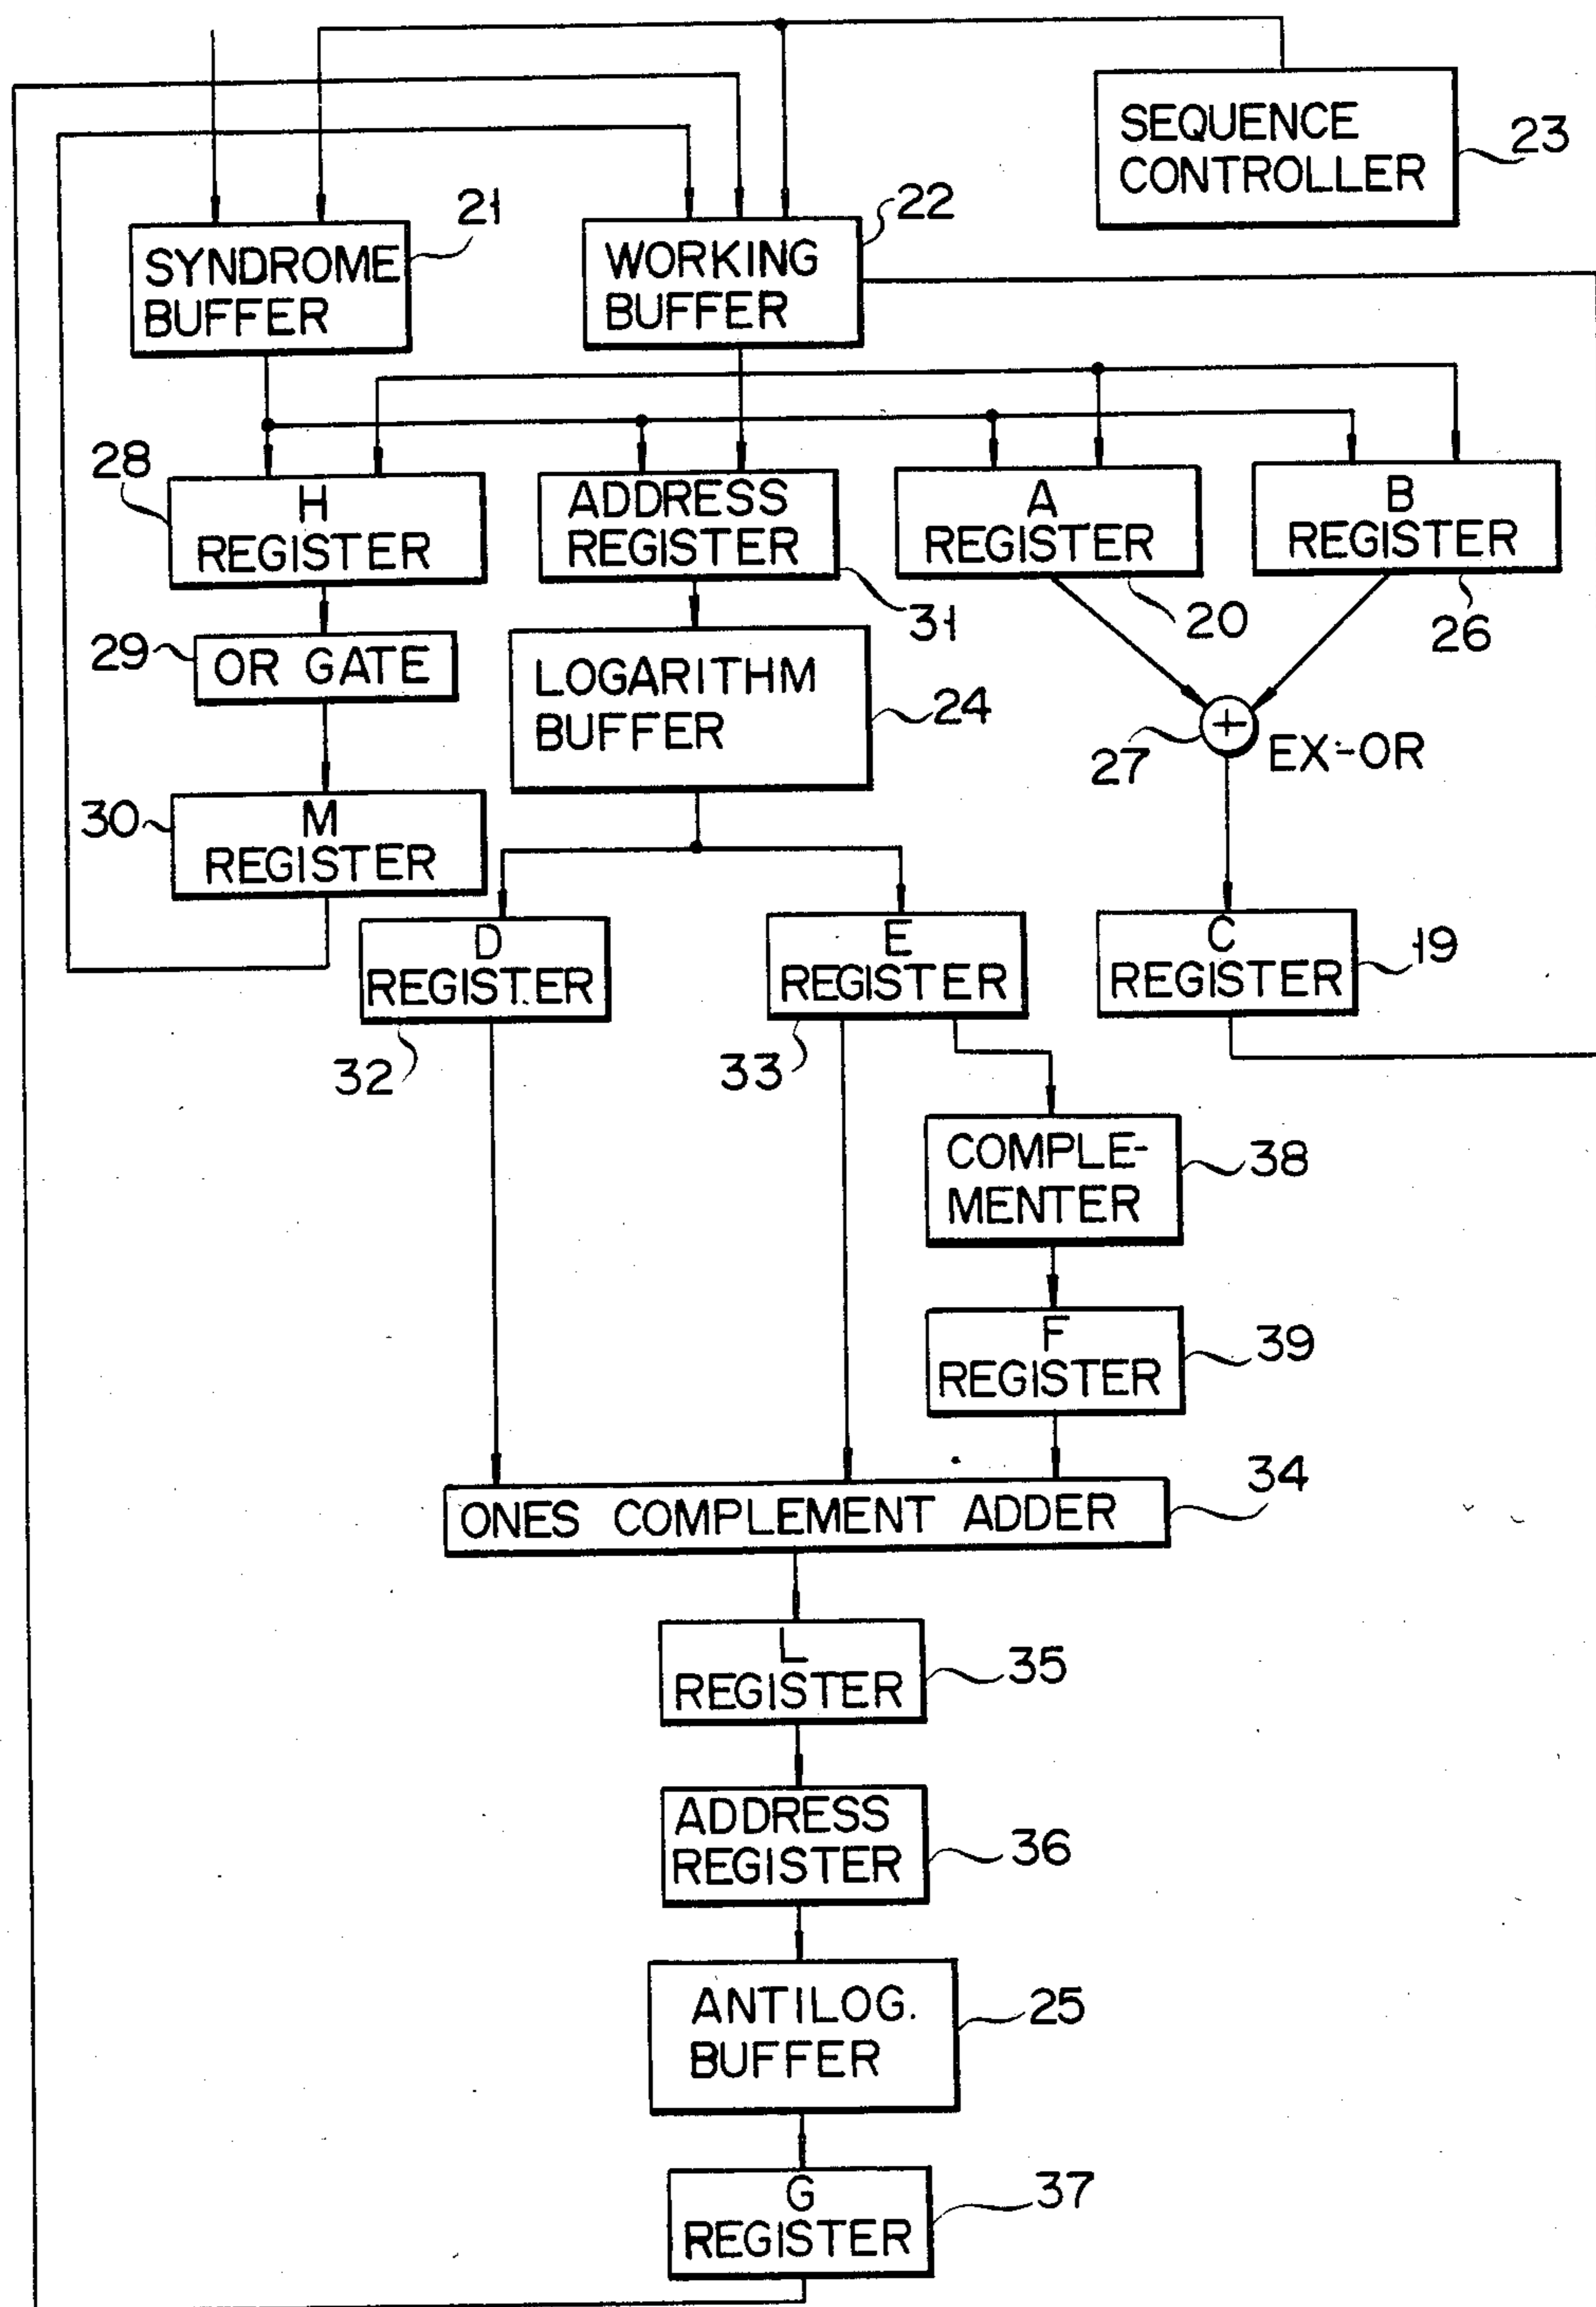 SEQUENCE
CONTROLLER
23
21
22
SYNDROME
BUFFER
WORKING
BUFFER
28
H
REGISTER
ADDRESS
REGISTER
31
A
REGISTER
20
B
REGISTER
26
29
OR GATE
LOGARITHM
BUFFER
24
27
+
EX-OR
30
M
REGISTER
D
REGISTER
32
E
REGISTER
33
C
REGISTER
19
COMPLE-
MENTER
38
F
REGISTER
39
34
ONES COMPLEMENT ADDER
L
REGISTER
35
ADDRESS
REGISTER
36
ANTILOG.
BUFFER
25
G
REGISTER
37